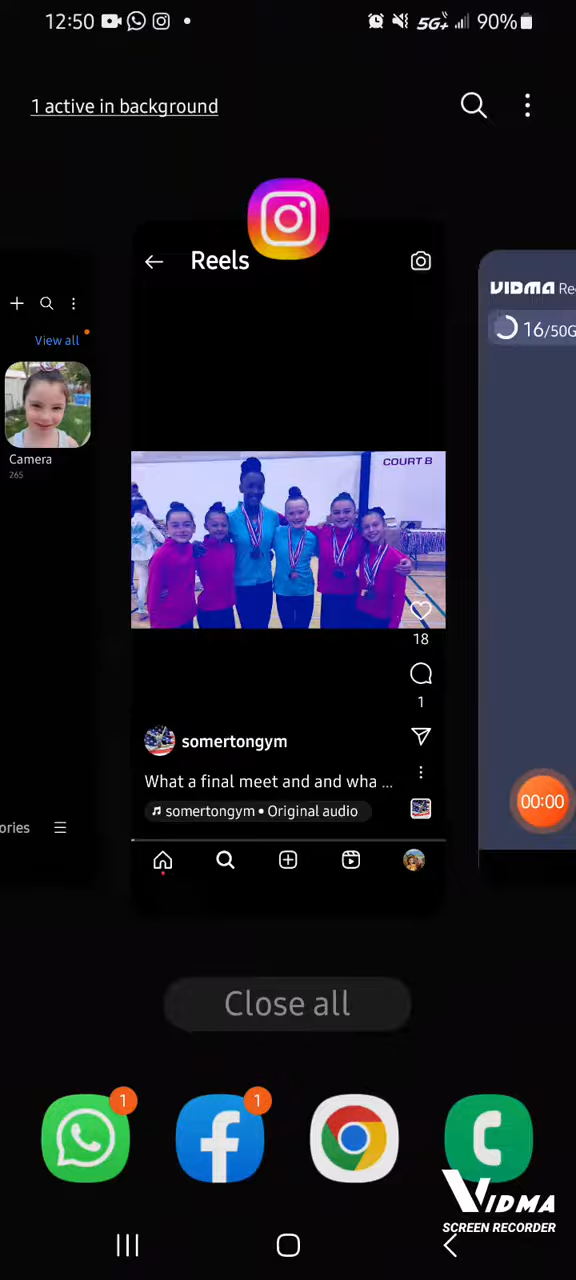 12:50 5G+ 90%
1 active in background
Reels
VIDMA Re
16/50G
View all
Camera
265
COURT B
18
1
somertongym
What a final meet and and wha ...
somertongym • Original audio
00:00
ories
Close all
1
1
VIDMA
SCREEN RECORDER